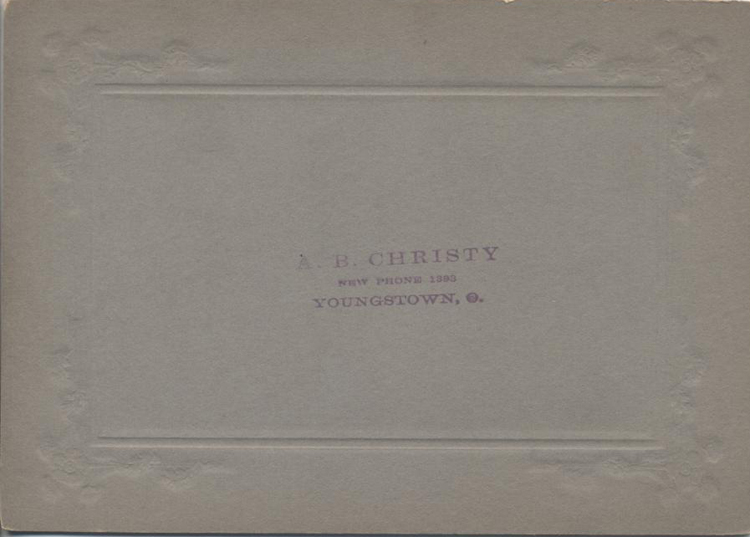 A. B. CHRISTY
NEW PHONE 1395
YOUNGSTOWN, O.